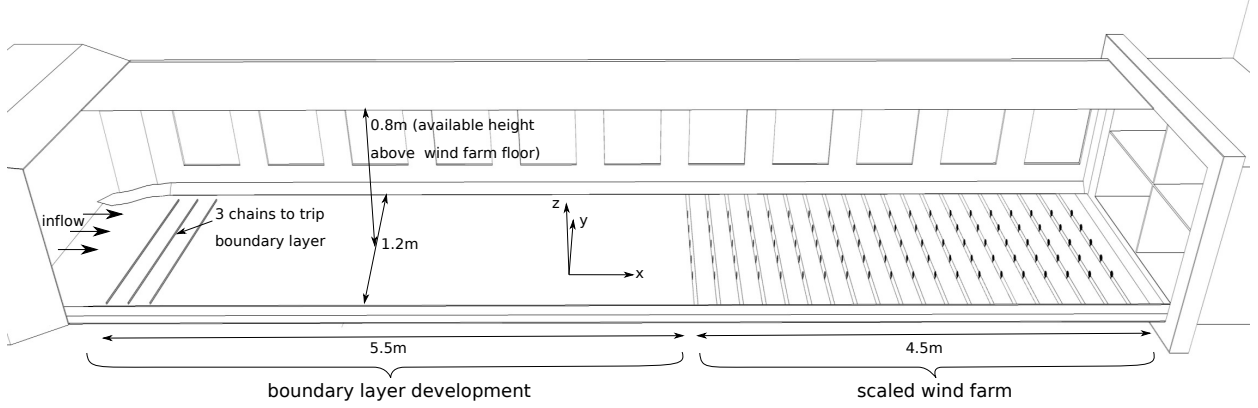 0.8m (available height
above wind farm floor)
inflow
3 chains to trip
boundary layer
1.2m
z
y
x
5.5m
4.5m
boundary layer development
scaled wind farm